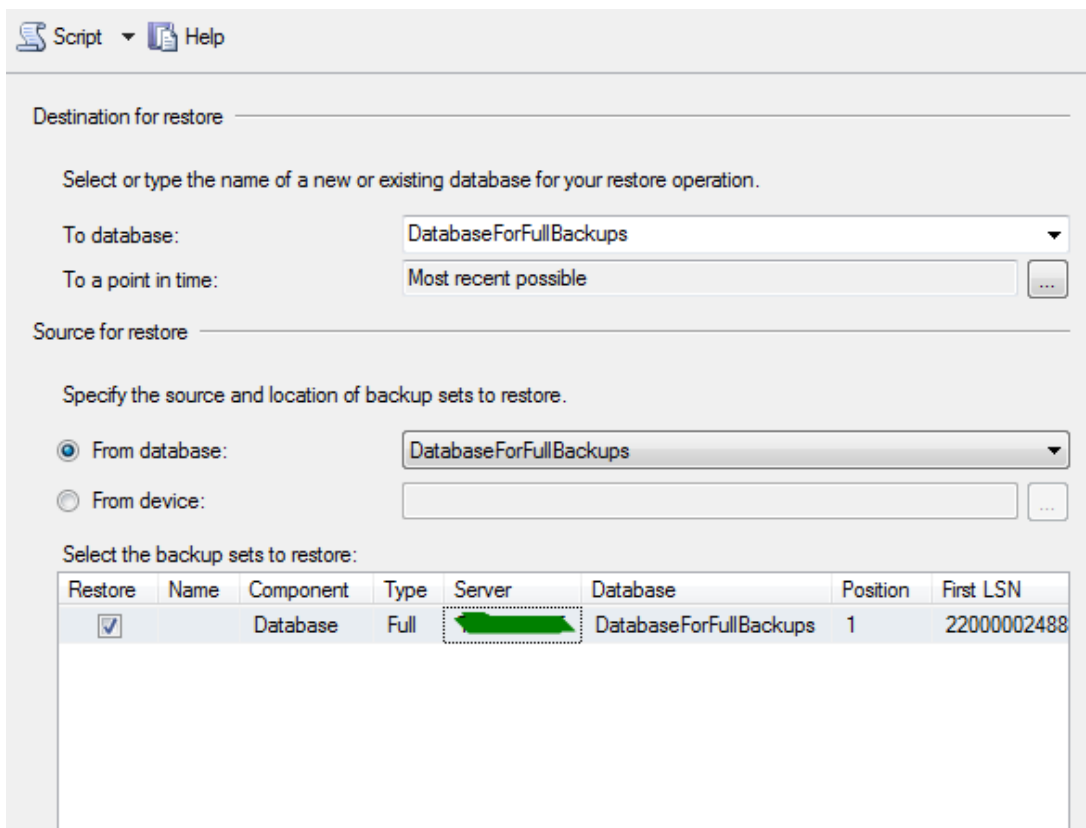 Script Help
Destination for restore
Select or type the name of a new or existing database for your restore operation.
To database: DatabaseForFullBackups
To a point in time: Most recent possible ...
Source for restore
Specify the source and location of backup sets to restore.
From database: DatabaseForFullBackups
From device: ...
Select the backup sets to restore:
Restore Name Component Type Server Database Position First LSN
Database Full DatabaseForFullBackups 1 22000002488